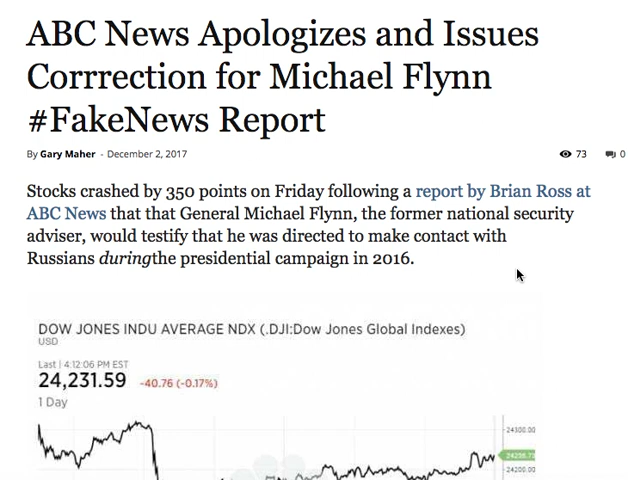 ABC News Apologizes and Issues
Corrrection for Michael Flynn
#FakeNews Report
By Gary Maher - December 2, 2017 73 0
Stocks crashed by 350 points on Friday following a report by Brian Ross at
ABC News that that General Michael Flynn, the former national security
adviser, would testify that he was directed to make contact with
Russians duringthe presidential campaign in 2016.
DOW JONES INDU AVERAGE NDX (.DJI:Dow Jones Global Indexes)
USD
Last | 4:12:06 PM EST
24,231.59 -40.76 (-0.17%)
1 Day
24300.00
24200.00